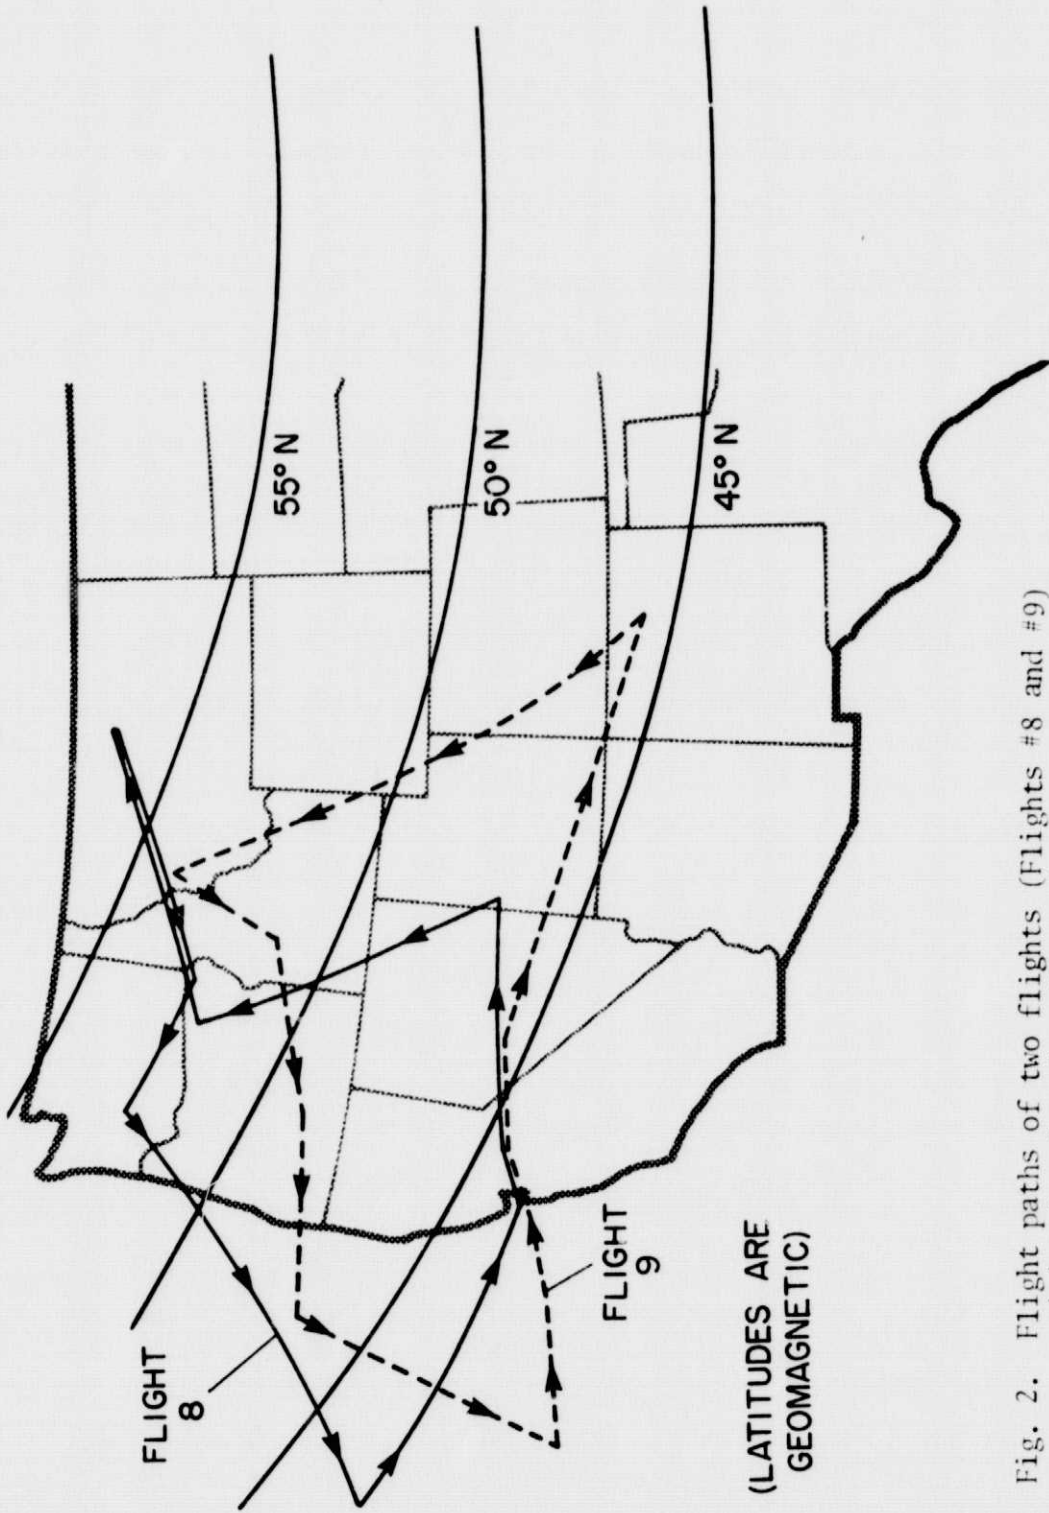 55° N
50° N
45° N
FLIGHT
8
FLIGHT
9
(LATITUDES ARE
GEOMAGNETIC)
Fig. 2. Flight paths of two flights (Flights #8 and #9)